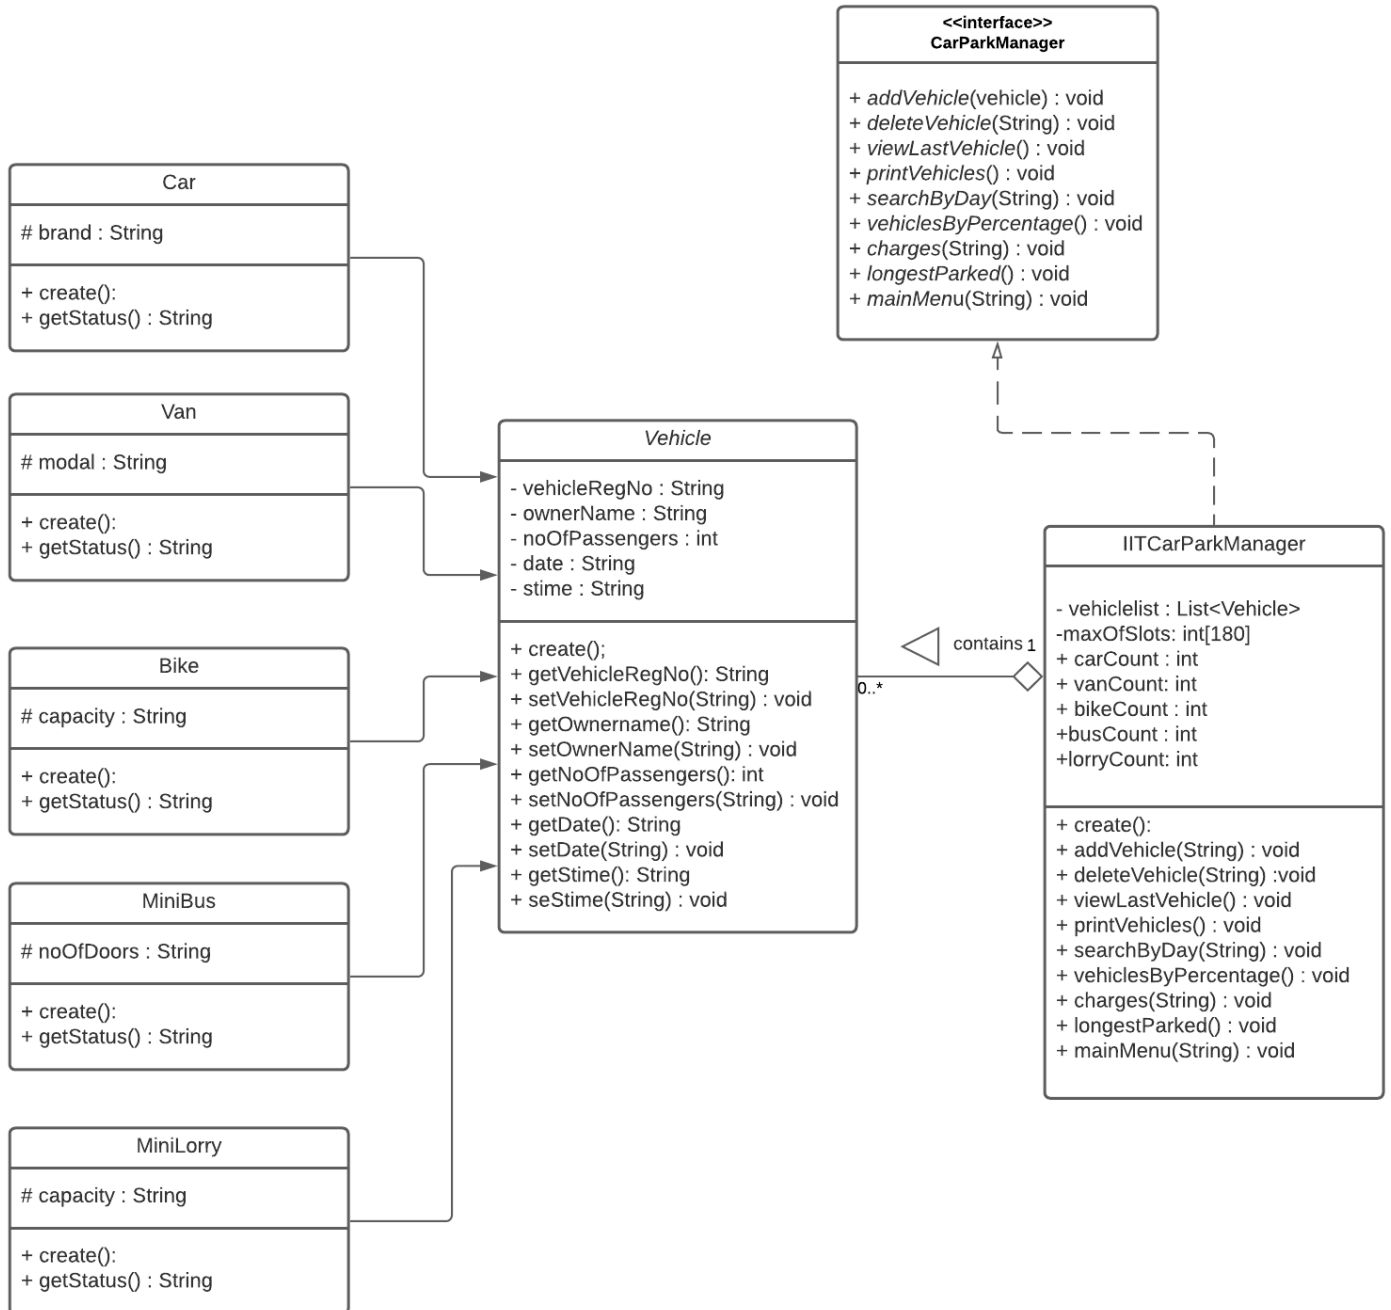 <<interface>>
CarParkManager
+ addVehicle(vehicle) : void
+ deleteVehicle(String) : void
+ viewLastVehicle() : void
+ printVehicles() : void
+ searchByDay(String) : void
+ vehiclesByPercentage() : void
+ charges(String) : void
+ longestParked() : void
+ mainMenu(String) : void
Car
# brand : String
+ create():
+ getStatus() : String
Van
# modal : String
+ create():
+ getStatus() : String
Bike
# capacity : String
+ create():
+ getStatus() : String
MiniBus
# noOfDoors : String
+ create():
+ getStatus() : String
MiniLorry
# capacity : String
+ create():
+ getStatus() : String
Vehicle
- vehicleRegNo : String
- ownerName : String
- noOfPassengers : int
- date : String
- stime : String
+ create();
+ getVehicleRegNo(): String
+ setVehicleRegNo(String) : void
+ getOwnername(): String
+ setOwnerName(String) : void
+ getNoOfPassengers(): int
+ setNoOfPassengers(String) : void
+ getDate(): String
+ setDate(String) : void
+ getStime(): String
+ seStime(String) : void
contains 1
0..*
IITCarParkManager
- vehiclelist : List<Vehicle>
-maxOfSlots: int[180]
+ carCount : int
+ vanCount: int
+ bikeCount : int
+busCount : int
+lorryCount: int
+ create():
+ addVehicle(String) : void
+ deleteVehicle(String) :void
+ viewLastVehicle() : void
+ printVehicles() : void
+ searchByDay(String) : void
+ vehiclesByPercentage() : void
+ charges(String) : void
+ longestParked() : void
+ mainMenu(String) : void